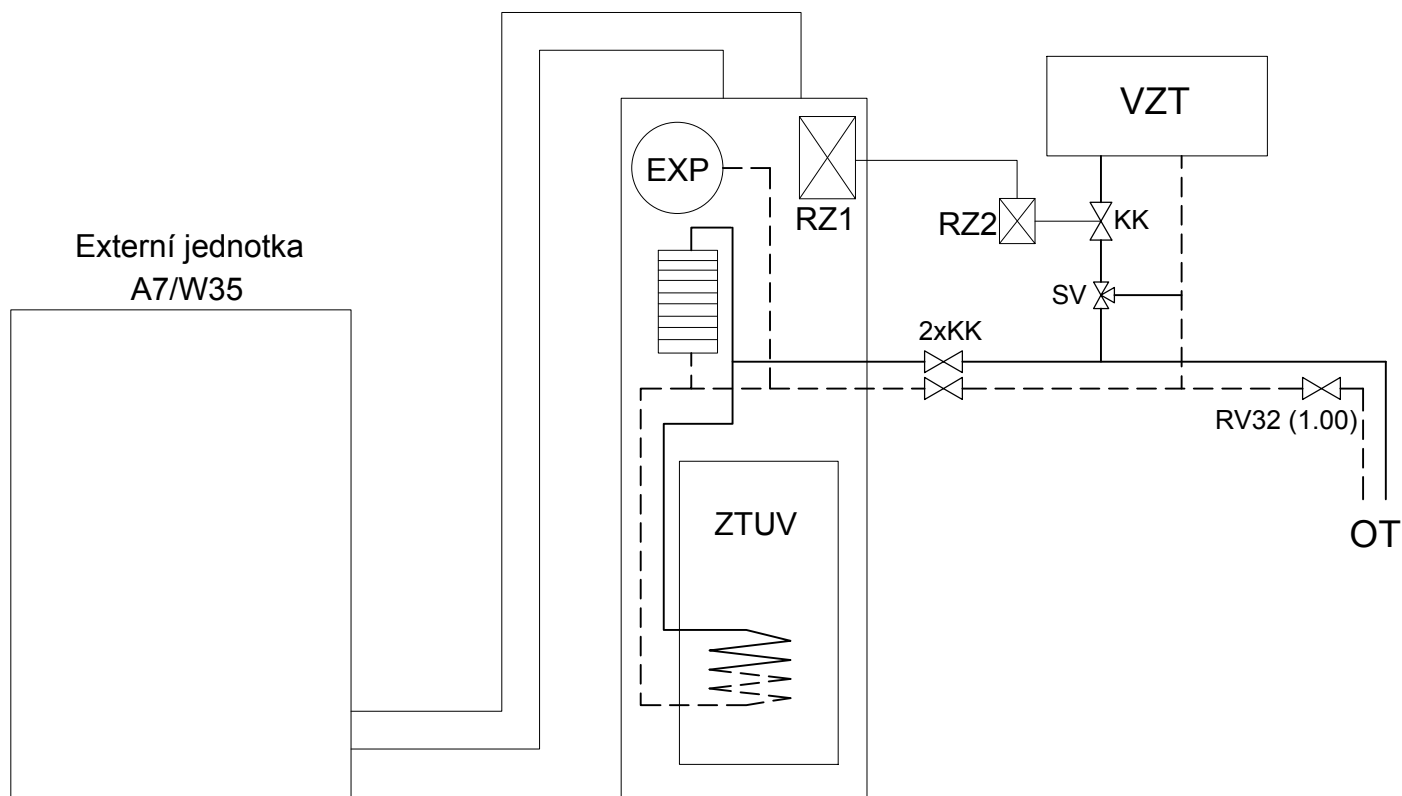 VZT
EXP
RZ1
RZ2
KK
Externí jednotka
A7/W35
SV
2xKK
RV32 (1.00)
ZTUV
OT